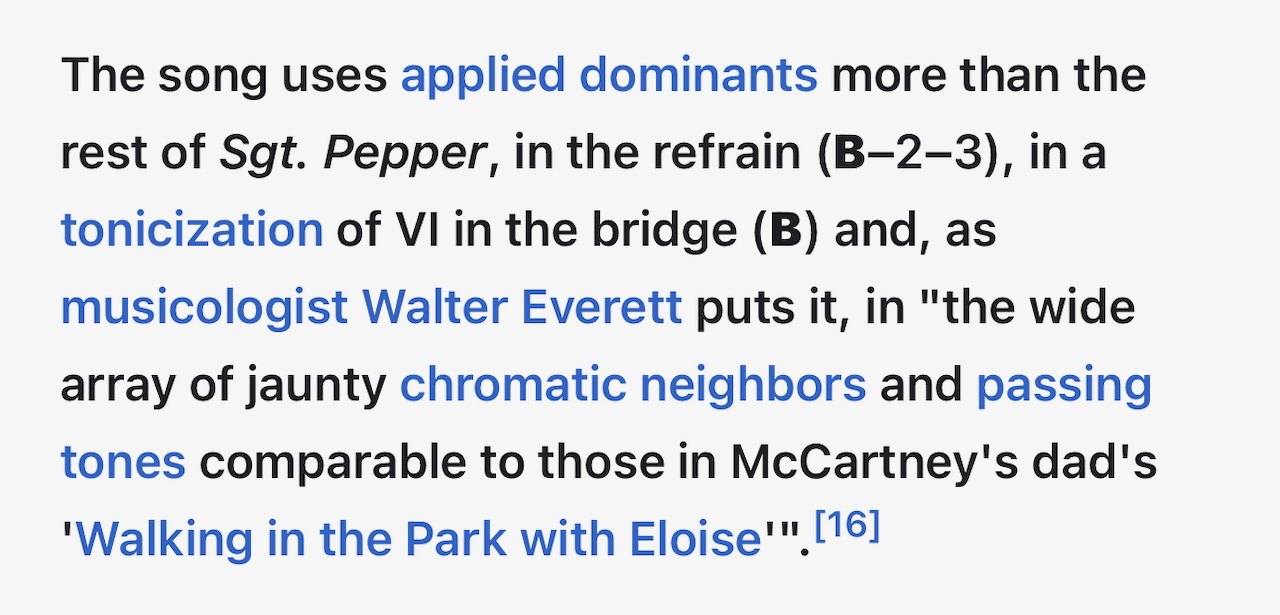 The song uses applied dominants more than the
rest of Sgt. Pepper, in the refrain (B–2–3), in a
tonicization of VI in the bridge (B) and, as
musicologist Walter Everett puts it, in "the wide
array of jaunty chromatic neighbors and passing
tones comparable to those in McCartney's dad's
'Walking in the Park with Eloise'".[16]